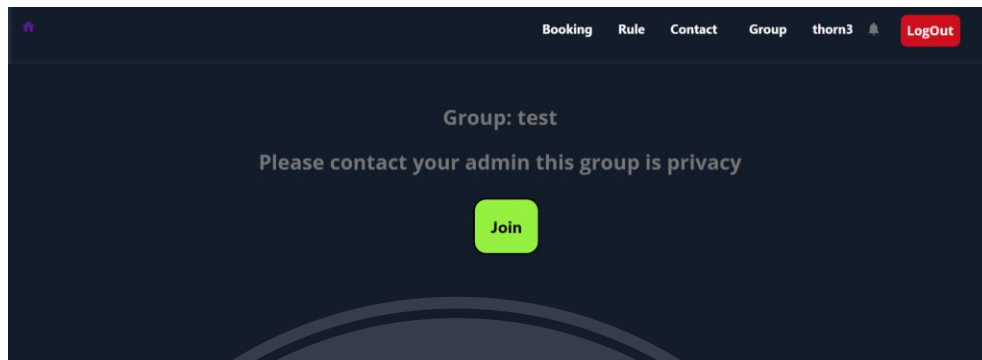 Booking Rule Contact Group thorn3 LogOut
Group: test
Please contact your admin this group is privacy
Join